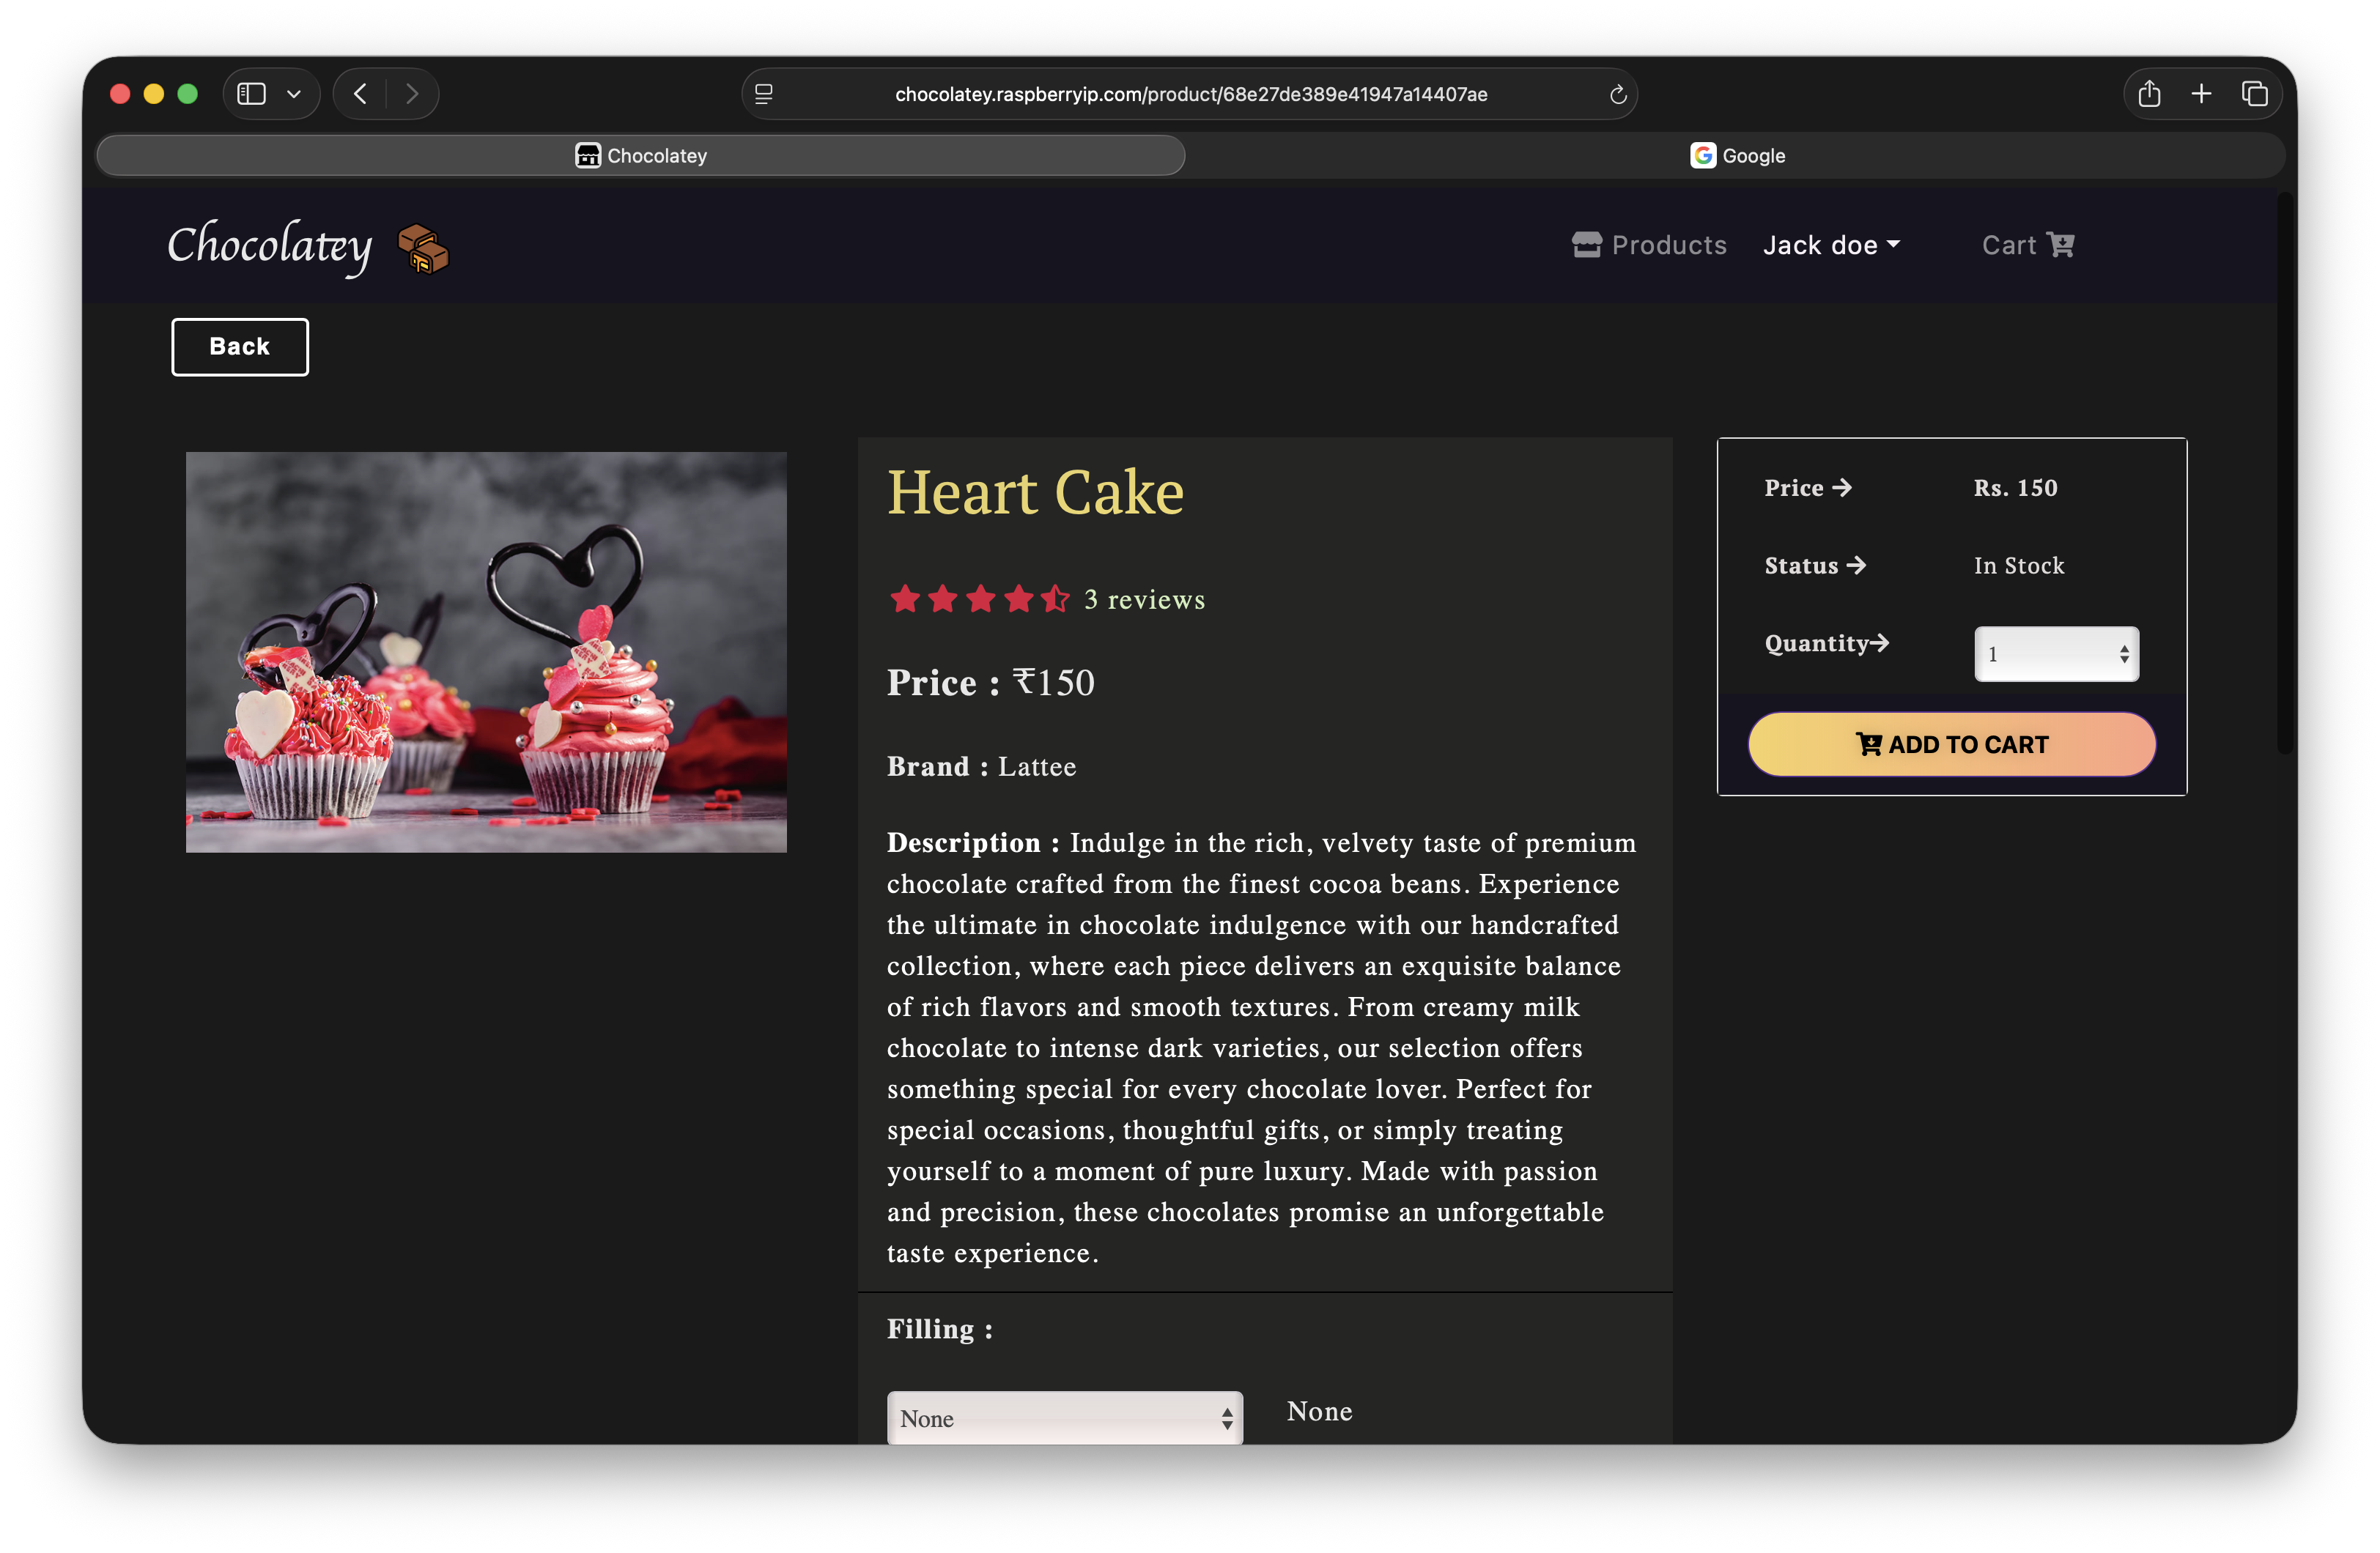 chocolatey.raspberryip.com/product/68e27de389e41947a14407ae
Chocolatey
Google
Chocolatey
Products
Jack doe
Cart
Back
Heart Cake
3 reviews
Price : ₹150
Brand : Lattee
Description : Indulge in the rich, velvety taste of premium
chocolate crafted from the finest cocoa beans. Experience
the ultimate in chocolate indulgence with our handcrafted
collection, where each piece delivers an exquisite balance
of rich flavors and smooth textures. From creamy milk
chocolate to intense dark varieties, our selection offers
something special for every chocolate lover. Perfect for
special occasions, thoughtful gifts, or simply treating
yourself to a moment of pure luxury. Made with passion
and precision, these chocolates promise an unforgettable
taste experience.
Filling :
None
None
Price → Rs. 150
Status → In Stock
Quantity→ 1
ADD TO CART